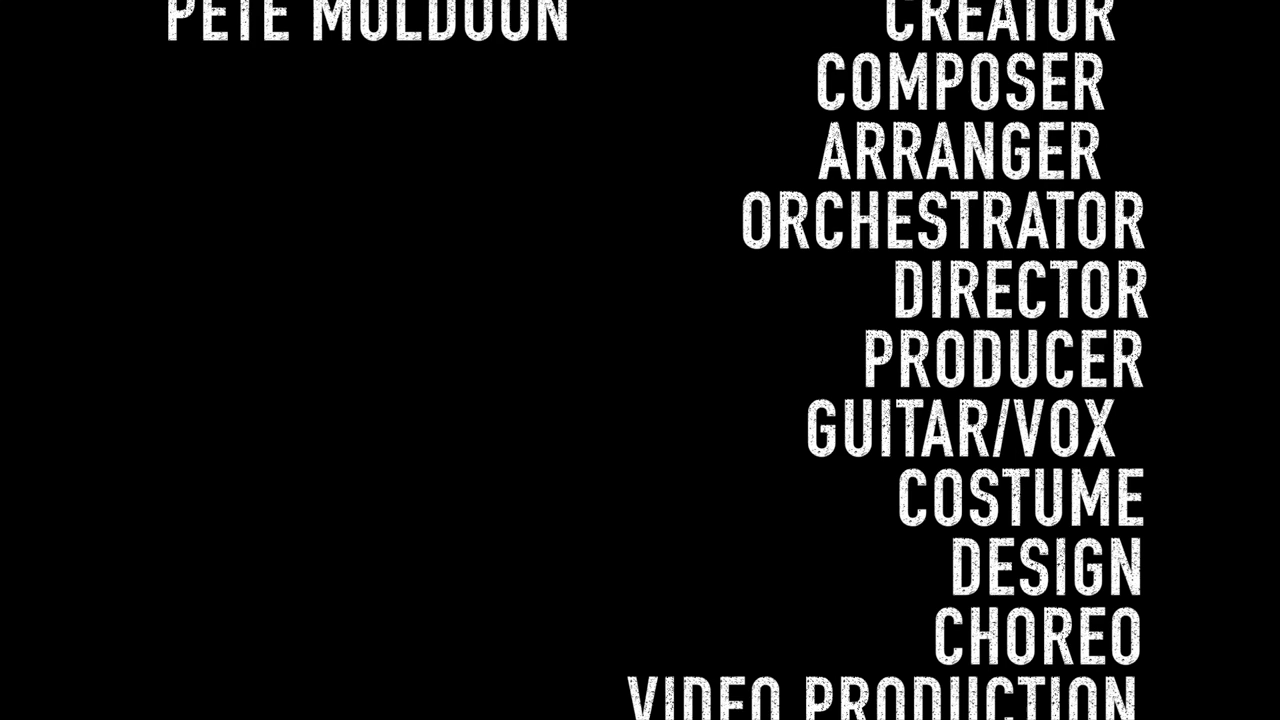 PETE MULDOON CREATOR
COMPOSER
ARRANGER
ORCHESTRATOR
DIRECTOR
PRODUCER
GUITAR/VOX
COSTUME
DESIGN
CHOREO
VIDEO PRODUCTION